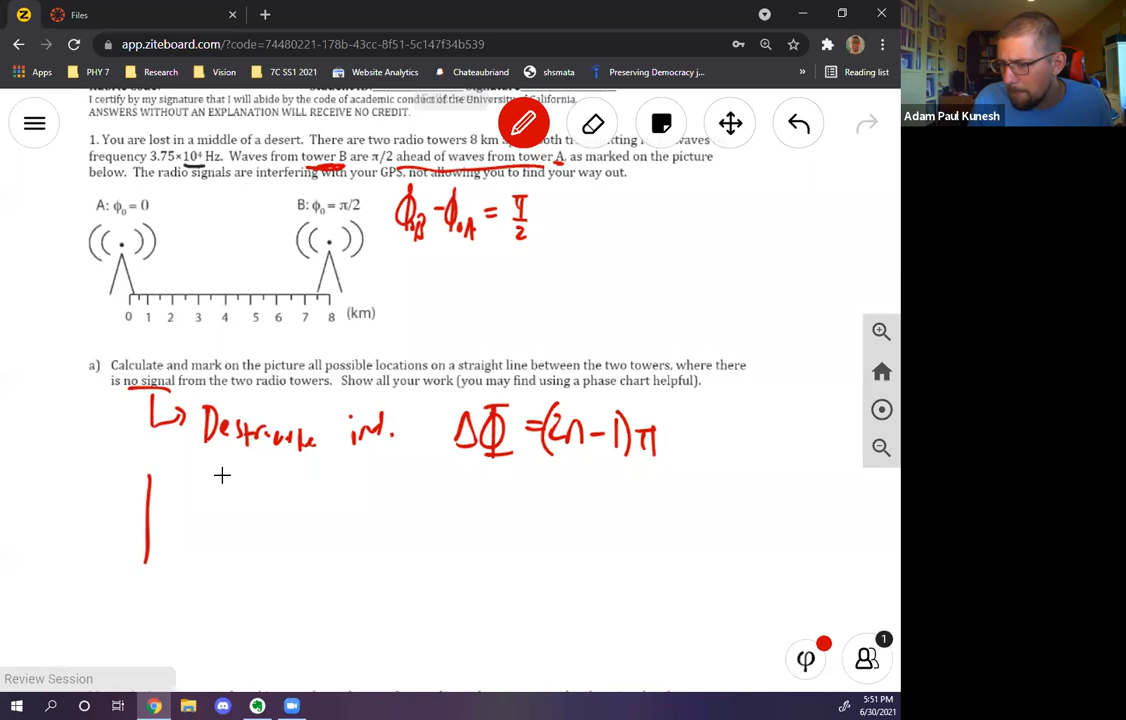 Files
app.ziteboard.com/?code=74480221-178b-43cc-8f51-5c147f34b539
Apps PHY 7 Research Vision 7C SS1 2021 Website Analytics Chateaubriand shsmata Preserving Democracy j... » Reading list
Adam Paul Kunesh
I certify by my signature that I will abide by the code of academic conduct of the University of California.
ANSWERS WITHOUT AN EXPLANATION WILL RECEIVE NO CREDIT.
1. You are lost in a middle of a desert. There are two radio towers 8 km
frequency 3.75×10⁴ Hz. Waves from tower B are π/2 ahead of waves from tower A, as marked on the picture
below. The radio signals are interfering with your GPS, not allowing you to find your way out.
A: ϕ₀ = 0 B: ϕ₀ = π/2
ϕ₀B - ϕ₀A = π/2
0 1 2 3 4 5 6 7 8 (km)
a) Calculate and mark on the picture all possible locations on a straight line between the two towers, where there
is no signal from the two radio towers. Show all your work (you may find using a phase chart helpful).
ΔΦ = (2n - 1) π
1
φ
Review Session
5:51 PM
6/30/2021